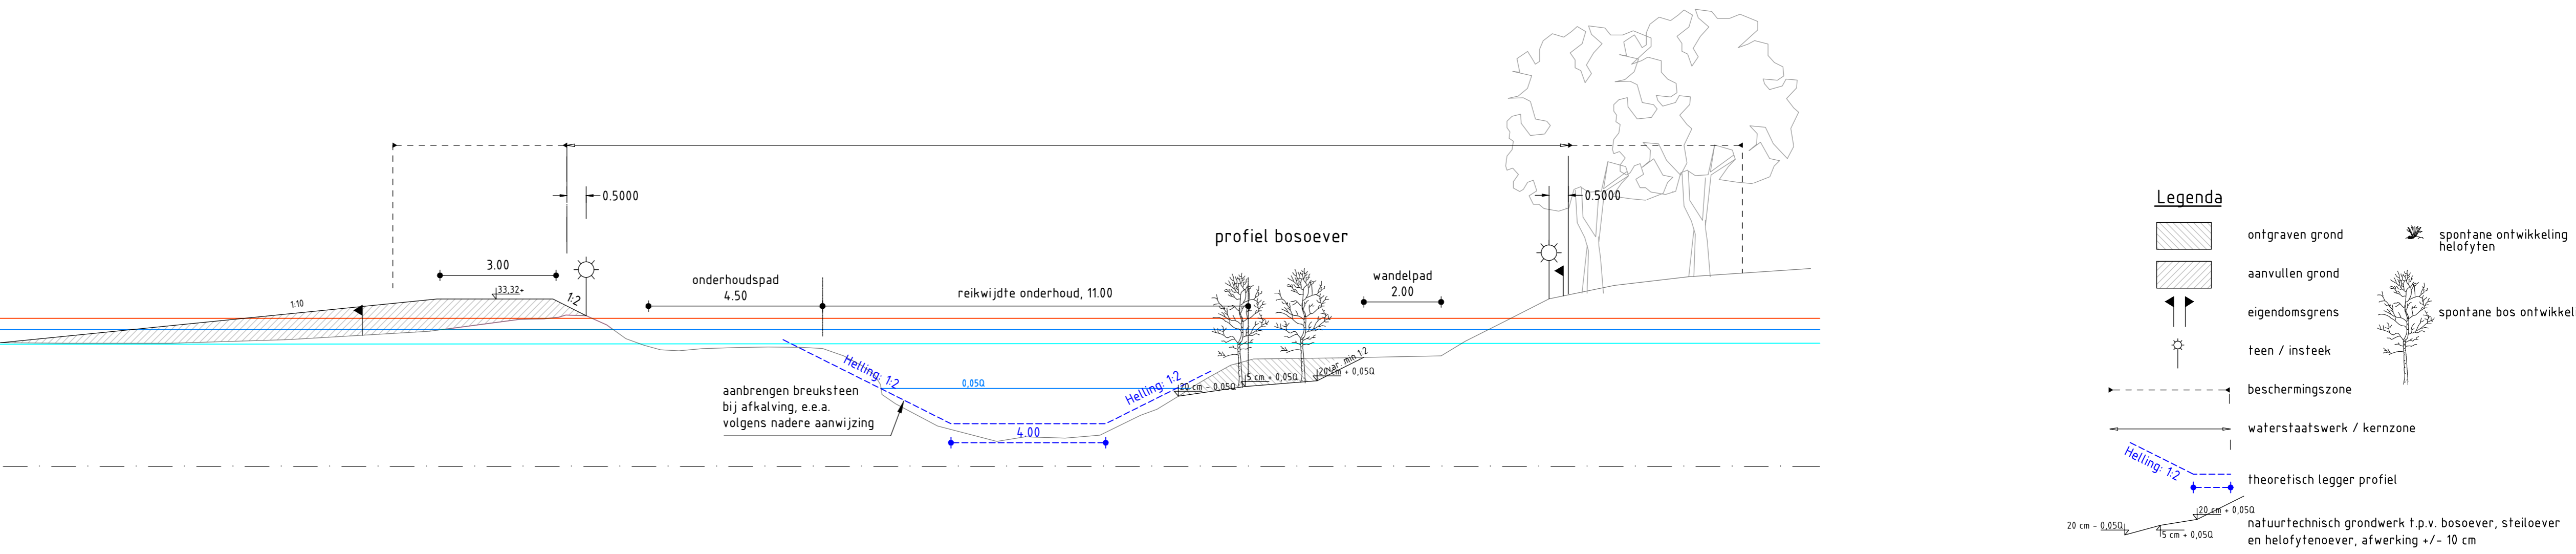 0.5000
0.5000
profiel bosoever
3.00
33,32+
1:2
1:10
onderhoudspad
4.50
reikwijdte onderhoud, 11.00
wandelpad
2.00
Helling: 1:2
0,05Q
Helling: 1:2
20 cm - 0,05Q
5 cm + 0,05Q
20 cm + 0,05Q
var. min 1:2
aanbrengen breuksteen
bij afkalving, e.e.a.
volgens nadere aanwijzing
4.00
Legenda
ontgraven grond
spontane ontwikkeling
helofyten
aanvullen grond
eigendomsgrens
spontane bos ontwikkel
teen / insteek
beschermingszone
waterstaatswerk / kernzone
Helling: 1:2
theoretisch legger profiel
20 cm - 0,05Q
5 cm + 0,05Q
20 cm + 0,05Q
natuurtechnisch grondwerk t.p.v. bosoever, steiloever
en helofytenoever, afwerking +/- 10 cm